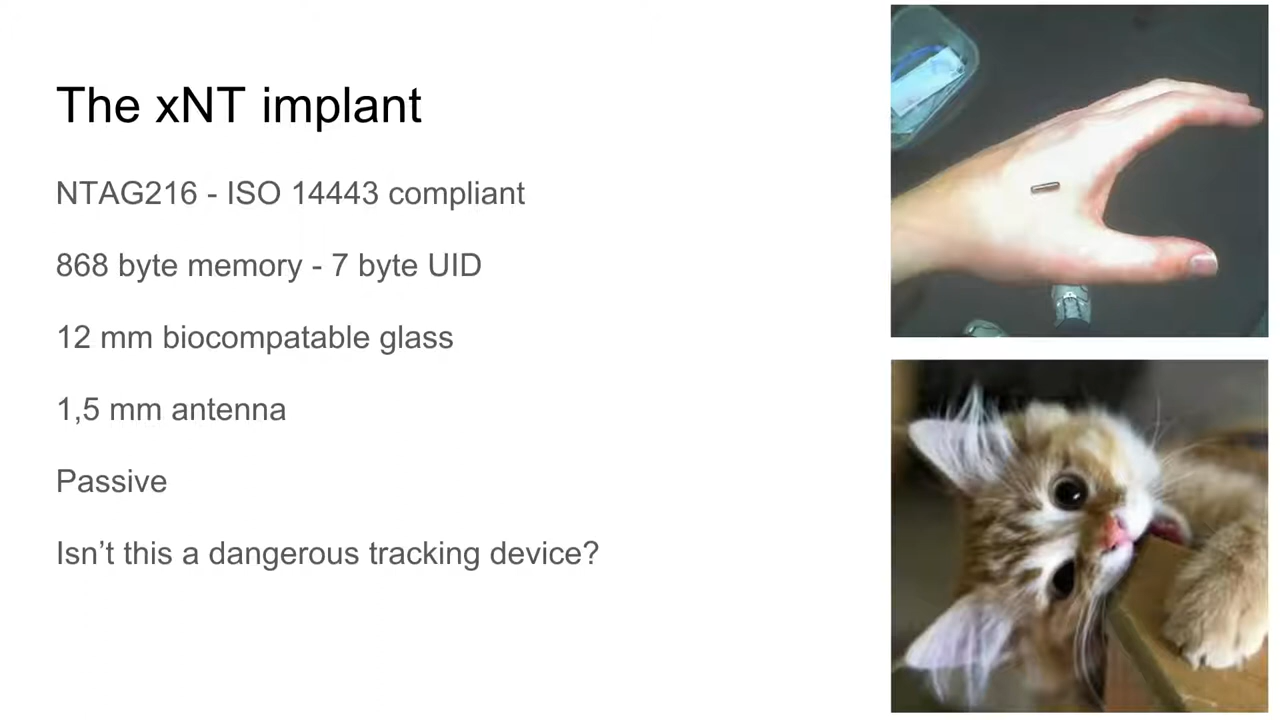 The xNT implant
NTAG216 - ISO 14443 compliant
868 byte memory - 7 byte UID
12 mm biocompatable glass
1,5 mm antenna
Passive
Isn’t this a dangerous tracking device?